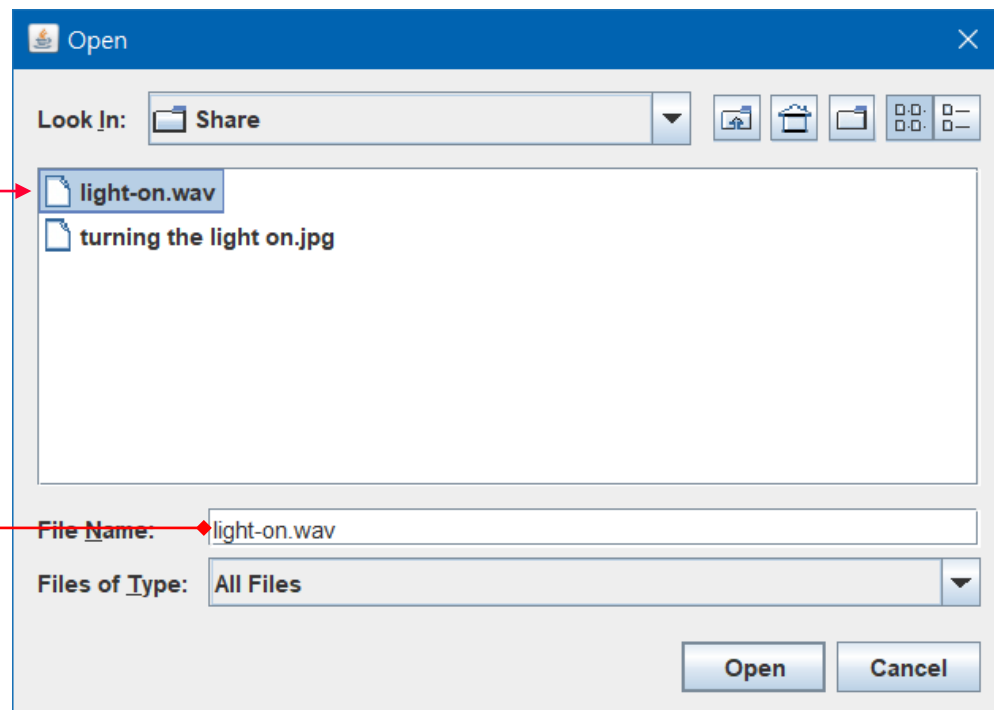 Open
Look In: Share
light-on.wav
turning the light on.jpg
File Name: light-on.wav
Files of Type: All Files
Open Cancel